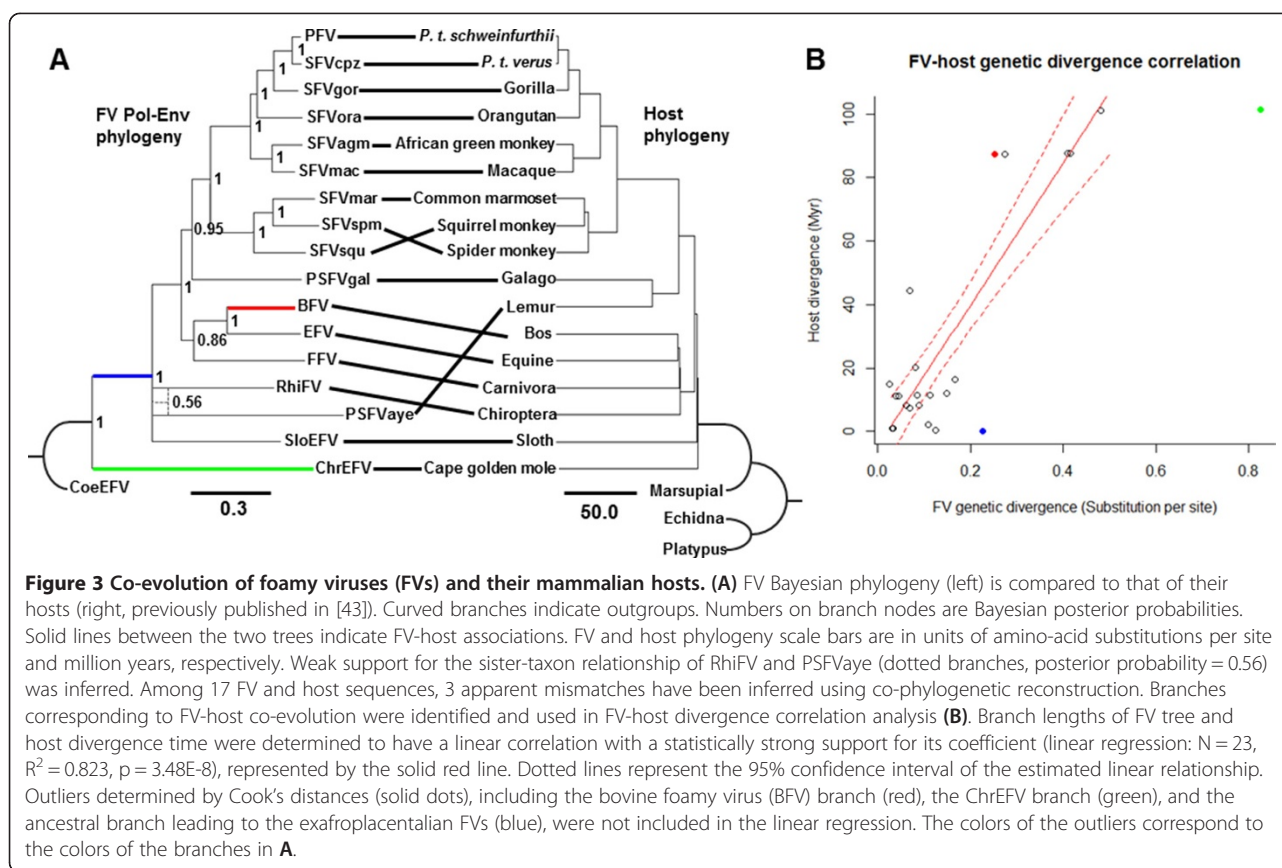 A
FV Pol-Env
phylogeny
Host
phylogeny
PFV P. t. schweinfurthii
SFVcpz P. t. verus
SFVgor Gorilla
SFVora Orangutan
SFVagm African green monkey
SFVmac Macaque
SFVmar Common marmoset
SFVspm Squirrel monkey
SFVsqu Spider monkey
PSFVgal Galago
Lemur
BFV Bos
EFV Equine
FFV Carnivora
RhiFV Chiroptera
PSFVaye
SloEFV Sloth
ChrEFV Cape golden mole
CoeEFV
Marsupial
Echidna
Platypus
1
1
1
1
1
1
0.95
1
1
1
1
0.86
1
0.56
1
0.3
50.0
B
FV-host genetic divergence correlation
Host divergence (Myr)
100
80
60
40
20
0
0.0 0.2 0.4 0.6 0.8
FV genetic divergence (Substitution per site)
Figure 3 Co-evolution of foamy viruses (FVs) and their mammalian hosts. (A) FV Bayesian phylogeny (left) is compared to that of their
hosts (right, previously published in [43]). Curved branches indicate outgroups. Numbers on branch nodes are Bayesian posterior probabilities.
Solid lines between the two trees indicate FV-host associations. FV and host phylogeny scale bars are in units of amino-acid substitutions per site
and million years, respectively. Weak support for the sister-taxon relationship of RhiFV and PSFVaye (dotted branches, posterior probability = 0.56)
was inferred. Among 17 FV and host sequences, 3 apparent mismatches have been inferred using co-phylogenetic reconstruction. Branches
corresponding to FV-host co-evolution were identified and used in FV-host divergence correlation analysis (B). Branch lengths of FV tree and
host divergence time were determined to have a linear correlation with a statistically strong support for its coefficient (linear regression: N = 23,
R² = 0.823, p = 3.48E-8), represented by the solid red line. Dotted lines represent the 95% confidence interval of the estimated linear relationship.
Outliers determined by Cook's distances (solid dots), including the bovine foamy virus (BFV) branch (red), the ChrEFV branch (green), and the
ancestral branch leading to the exafroplacentalian FVs (blue), were not included in the linear regression. The colors of the outliers correspond to
the colors of the branches in A.